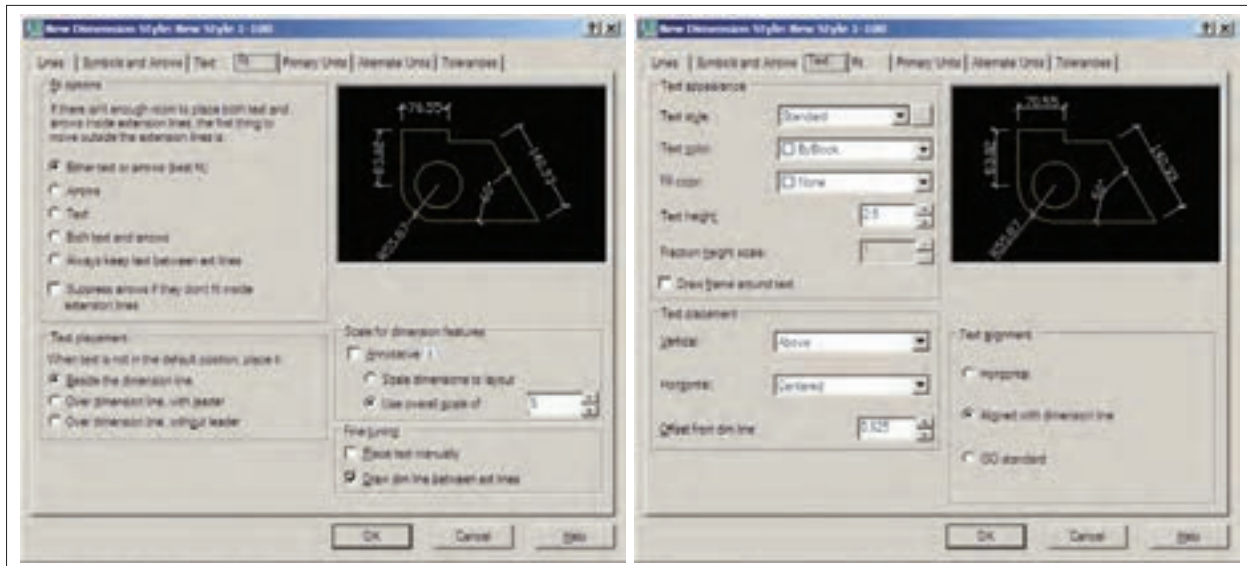 New Dimension Style: New Style 1-100
Lines Symbols and Arrows Text Fit Primary Units Alternate Units Tolerances
Fit options
If there isn't enough room to place both text and
arrows inside extension lines, the first thing to
move outside the extension lines is:
Either text or arrows (best fit)
Arrows
Text
Both text and arrows
Always keep text between ext lines
Suppress arrows if they don't fit inside
extension lines
Text placement
When text is not in the default position, place it:
Beside the dimension line
Over dimension line, with leader
Over dimension line, without leader
Scale for dimension features
Annotative
Scale dimensions to layout
Use overall scale of
Fine tuning
Place text manually
Draw dim line between ext lines
OK Cancel Help
New Dimension Style: New Style 1-100
Lines Symbols and Arrows Text Fit Primary Units Alternate Units Tolerances
Text appearance
Text style: Standard
Text color: ByBlock
Fill color: None
Text height: 2.5
Fraction height scale:
Draw frame around text
70.55
R55.87
60°
Text placement
Vertical: Above
Horizontal: Centered
Offset from dim line 0.625
Text alignment
Horizontal
Aligned with dimension line
ISO standard
OK Cancel Help